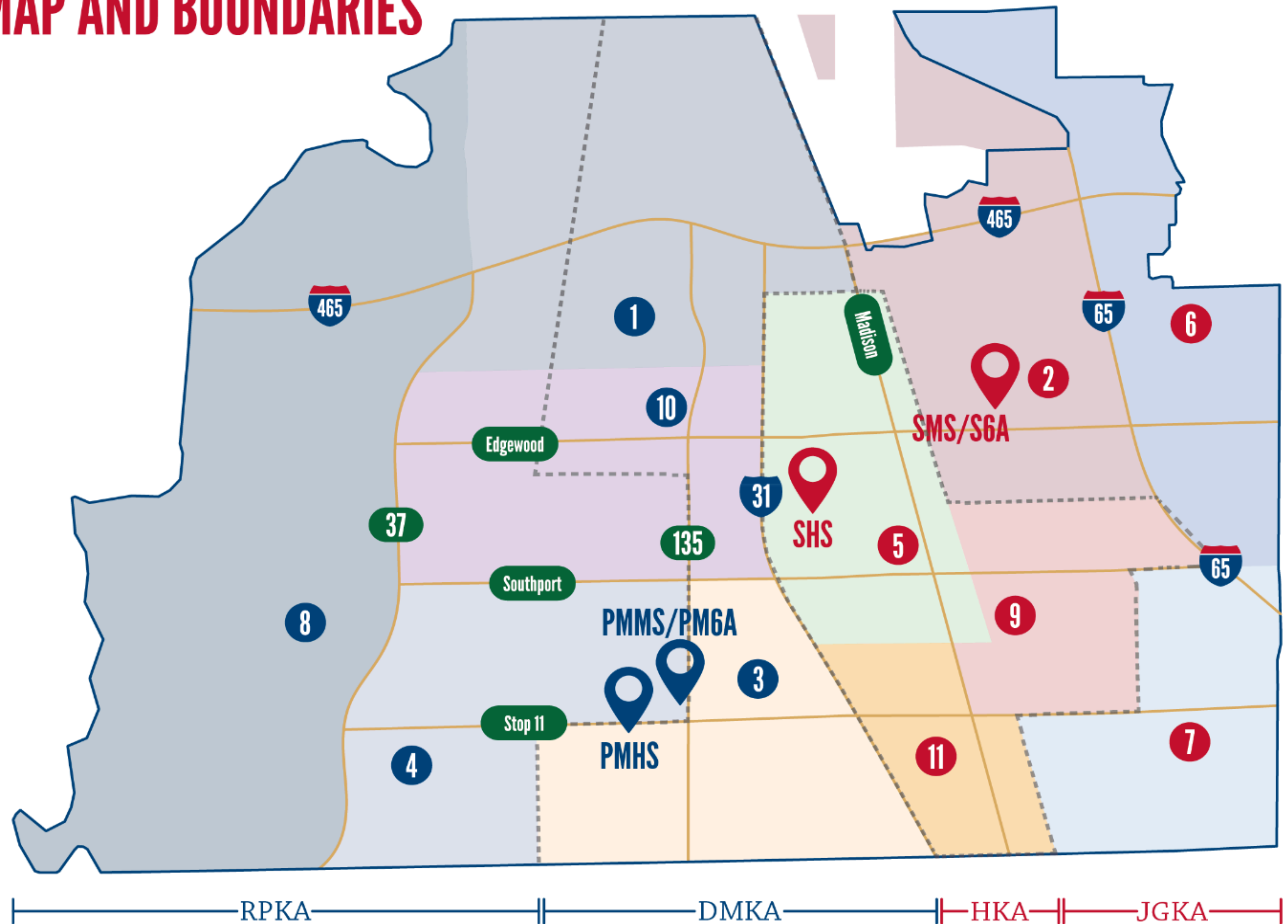 MAP AND BOUNDARIES
465
465
1
Madison
65
6
2
10
SMS/S6A
Edgewood
31
SHS
37
135
5
65
Southport
8
PMMS/PM6A
9
3
Stop 11
PMHS
4
11
7
RPKA
DMKA
HKA
JGKA